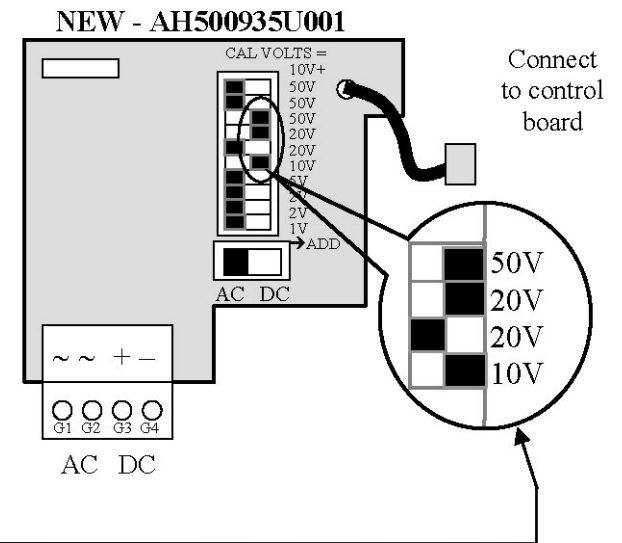 NEW - AH500935U001
CAL VOLTS =
10V+
50V
50V
50V
20V
20V
10V
5V
2V
2V
1V
→ADD
AC DC
Connect
to control
board
50V
20V
20V
10V
~ ~ + –
G1 G2 G3 G4
AC DC